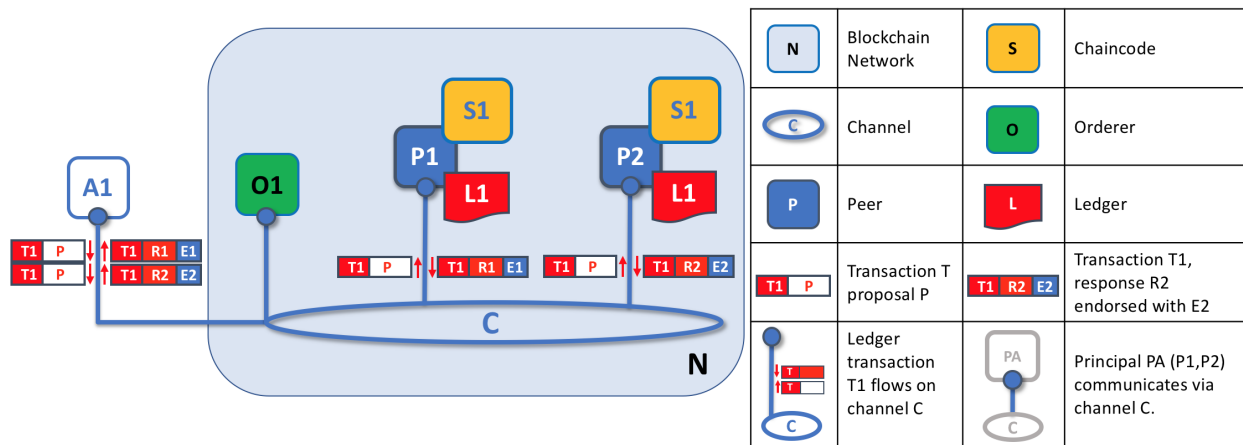 S1
S1
P1
P2
A1
O1
L1
L1
T1 P
T1 R1 E1
T1 P
T1 R2 E2
T1 P
T1 R1 E1
T1 P
T1 R2 E2
C
N
N
Blockchain
Network
S
Chaincode
C
Channel
O
Orderer
P
Peer
L
Ledger
T1 P
Transaction T
proposal P
T1 R2 E2
Transaction T1,
response R2
endorsed with E2
T
T
C
Ledger
transaction
T1 flows on
channel C
PA
C
Principal PA (P1,P2)
communicates via
channel C.